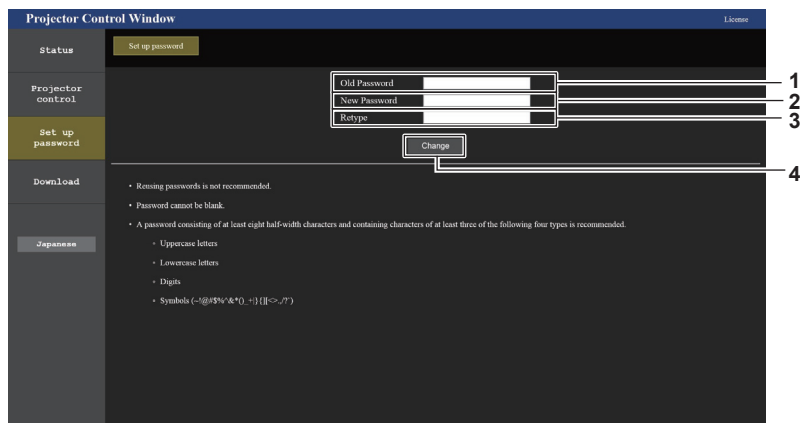 Projector Control Window
License
Status
Set up password
Projector
control
Old Password
1
New Password
2
Retype
3
Set up
password
Change
4
Download
• Reusing passwords is not recommended.
• Password cannot be blank.
• A password consisting of at least eight half-width characters and containing characters of at least three of the following four types is recommended.
Japanese
Uppercase letters
Lowercase letters
Digits
Symbols